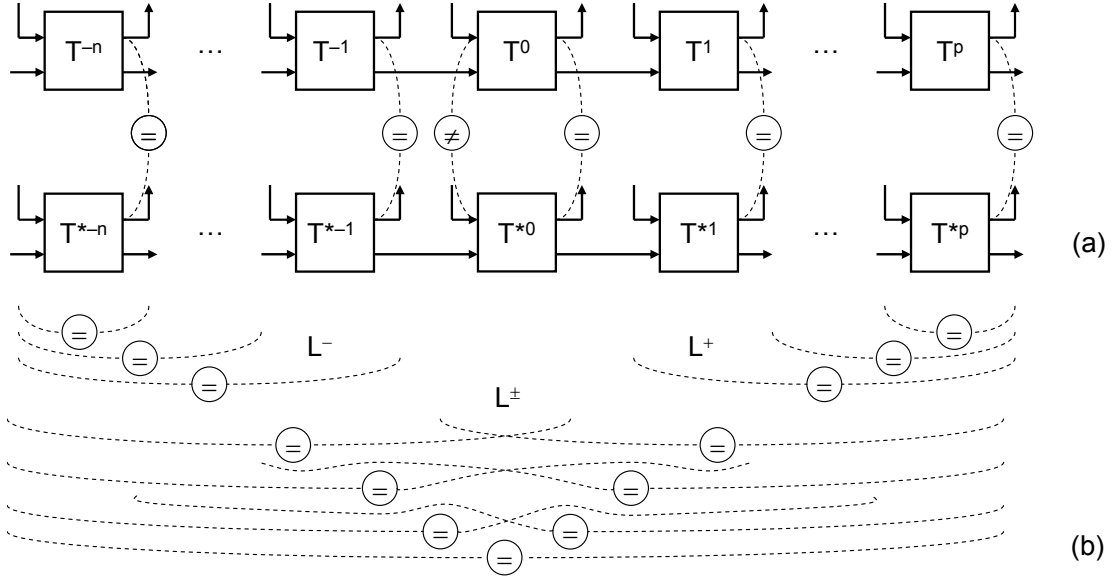 T⁻ⁿ ... T⁻¹ T⁰ T¹ ... Tᵖ
= = ≠ = = =
T*⁻ⁿ ... T*⁻¹ T*⁰ T*¹ ... T*ᵖ
(a)
= =
= L⁻ L⁺ =
= =
L±
= =
= =
= =
(b)
=